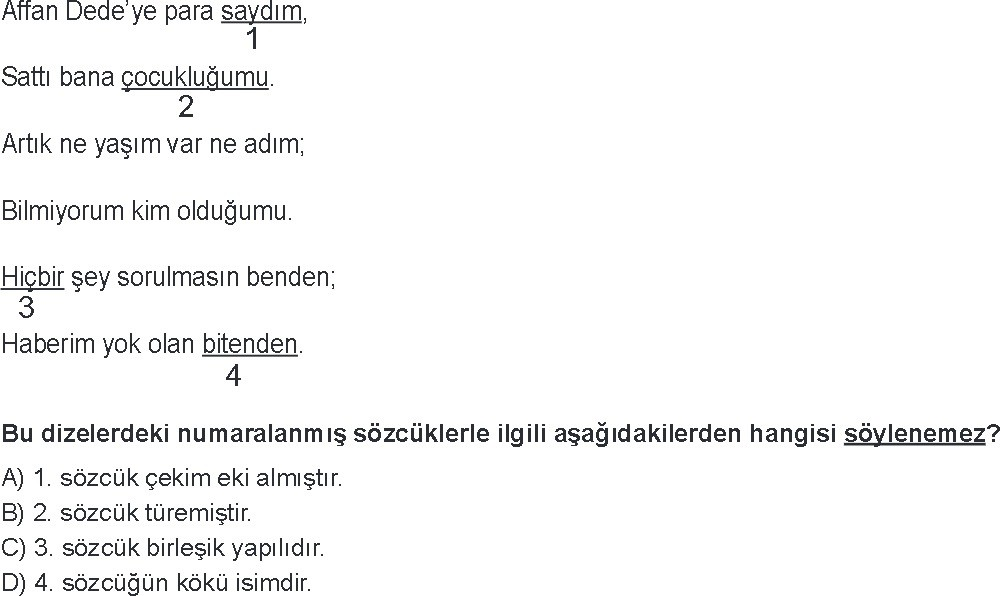 Affan Dede’ye para saydım,
1
Sattı bana çocukluğumu.
2
Artık ne yaşım var ne adım;
Bilmiyorum kim olduğumu.
Hiçbir şey sorulmasın benden;
3
Haberim yok olan bitenden.
4
Bu dizelerdeki numaralanmış sözcüklerle ilgili aşağıdakilerden hangisi söylenemez?
A) 1. sözcük çekim eki almıştır.
B) 2. sözcük türemiştir.
C) 3. sözcük birleşik yapılıdır.
D) 4. sözcüğün kökü isimdir.